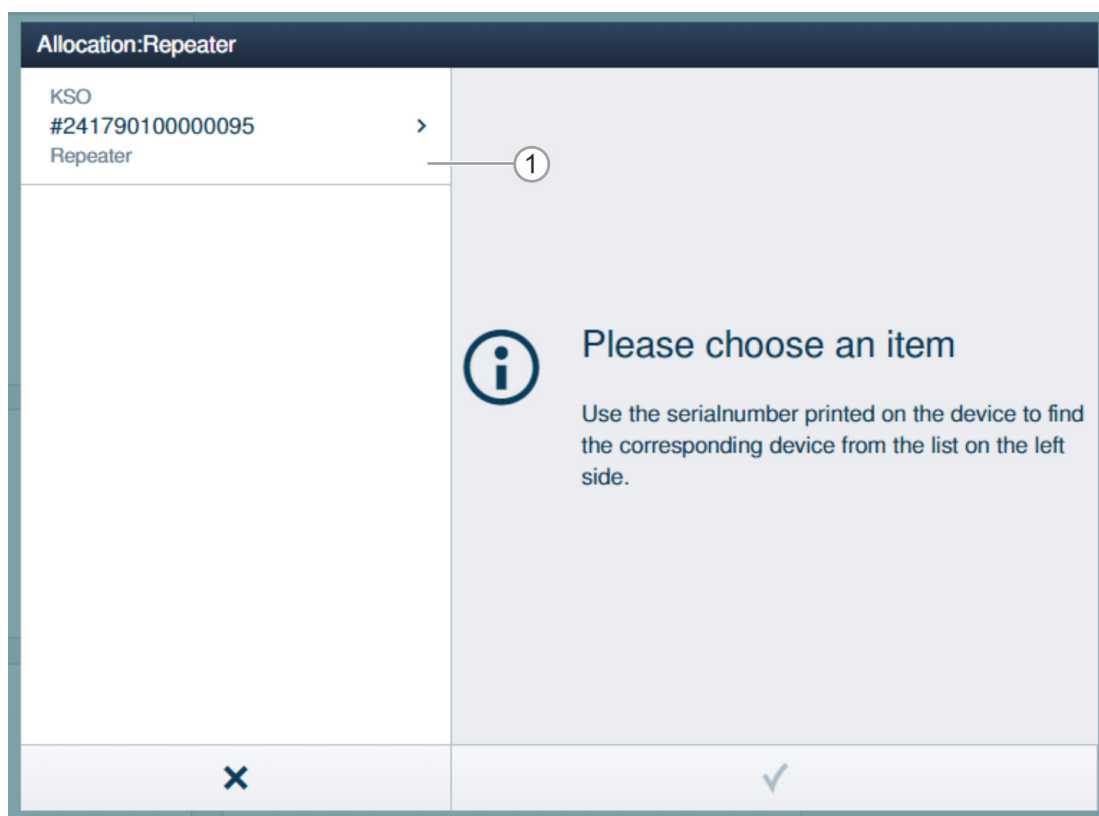 Allocation:Repeater
KSO
#241790100000095
Repeater
1
Please choose an item
Use the serialnumber printed on the device to find
the corresponding device from the list on the left
side.